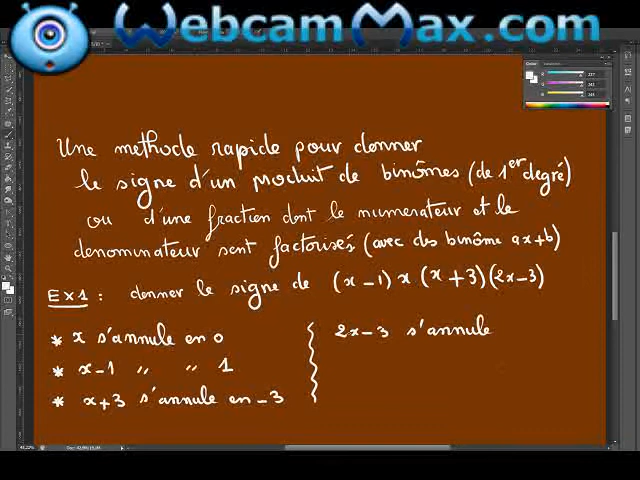 WebcamMax.com
Une methode rapide pour donner
le signe d'un produit de binômes (de 1er degré)
ou d'une fraction dont le numerateur et le
denominateur sont factorisés (avec des binôme ax+b)
EX1 : donner le signe de (x-1) x (x+3)(2x-3)
* x s'annule en 0
* x-1 " " 1
* x+3 s'annule en -3
2x-3 s'annule